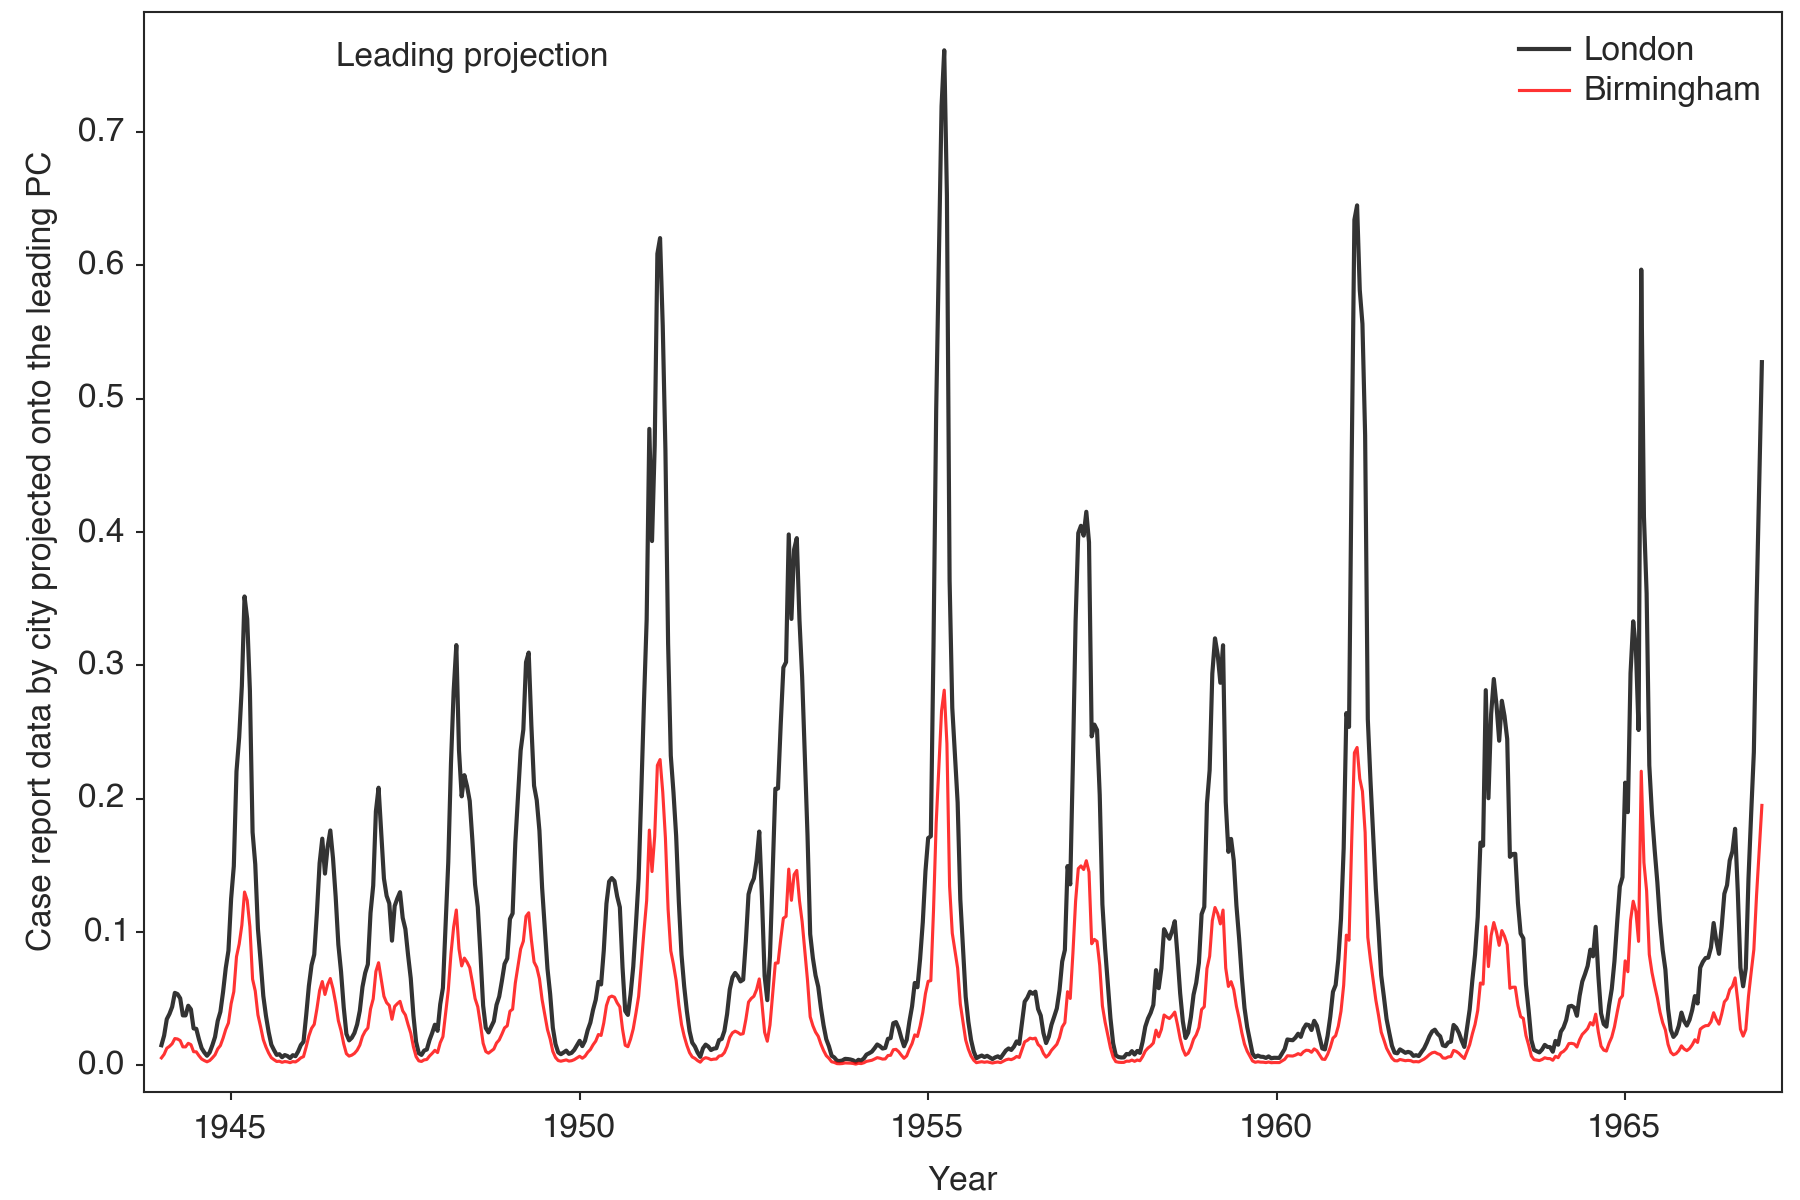 Leading projection
London
Birmingham
Case report data by city projected onto the leading PC
0.7
0.6
0.5
0.4
0.3
0.2
0.1
0.0
1945
1950
1955
1960
1965
Year